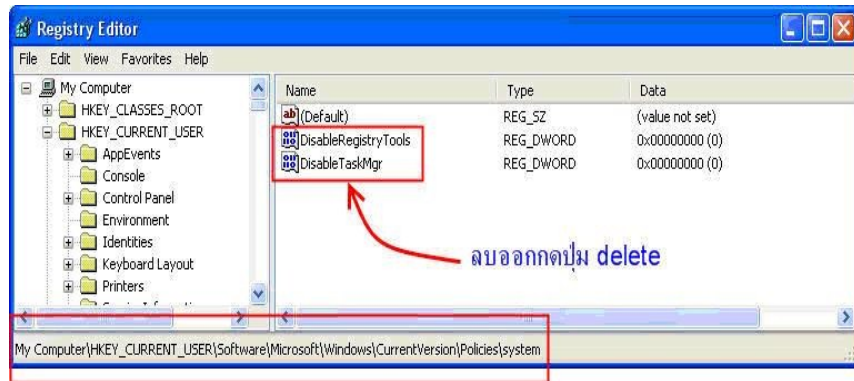 Registry Editor
File Edit View Favorites Help
My Computer
HKEY_CLASSES_ROOT
HKEY_CURRENT_USER
AppEvents
Console
Control Panel
Environment
Identities
Keyboard Layout
Printers
Name Type Data
(Default) REG_SZ (value not set)
DisableRegistryTools REG_DWORD 0x00000000 (0)
DisableTaskMgr REG_DWORD 0x00000000 (0)
ลบออกกดปุ่ม delete
My Computer\HKEY_CURRENT_USER\Software\Microsoft\Windows\CurrentVersion\Policies\system